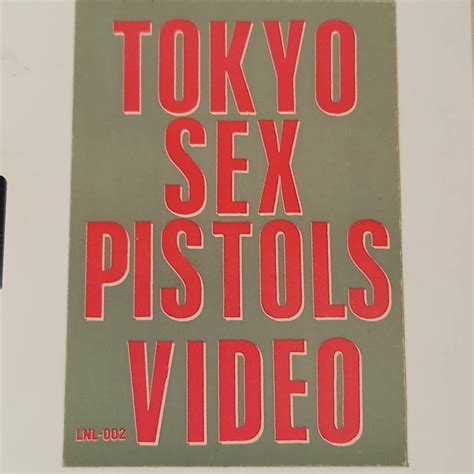 TOKYO
SEX
PISTOLS
VIDEO
LNL-002